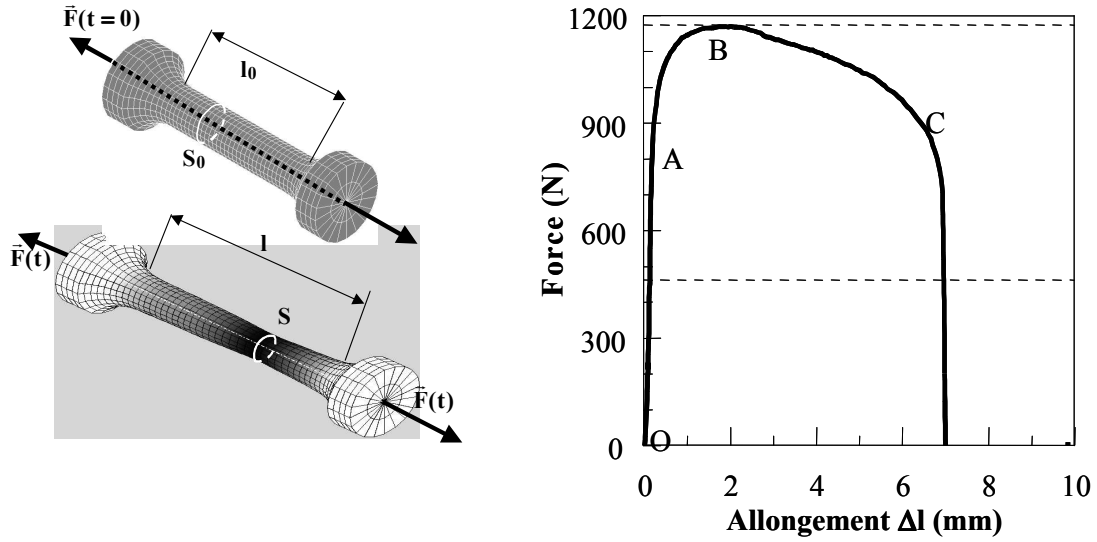 F⃗(t = 0)
l₀
S₀
l
F⃗(t)
S
F⃗(t)
1200
900
600
300
0
Force (N)
B
C
A
O
0 2 4 6 8 10
Allongement Δl (mm)